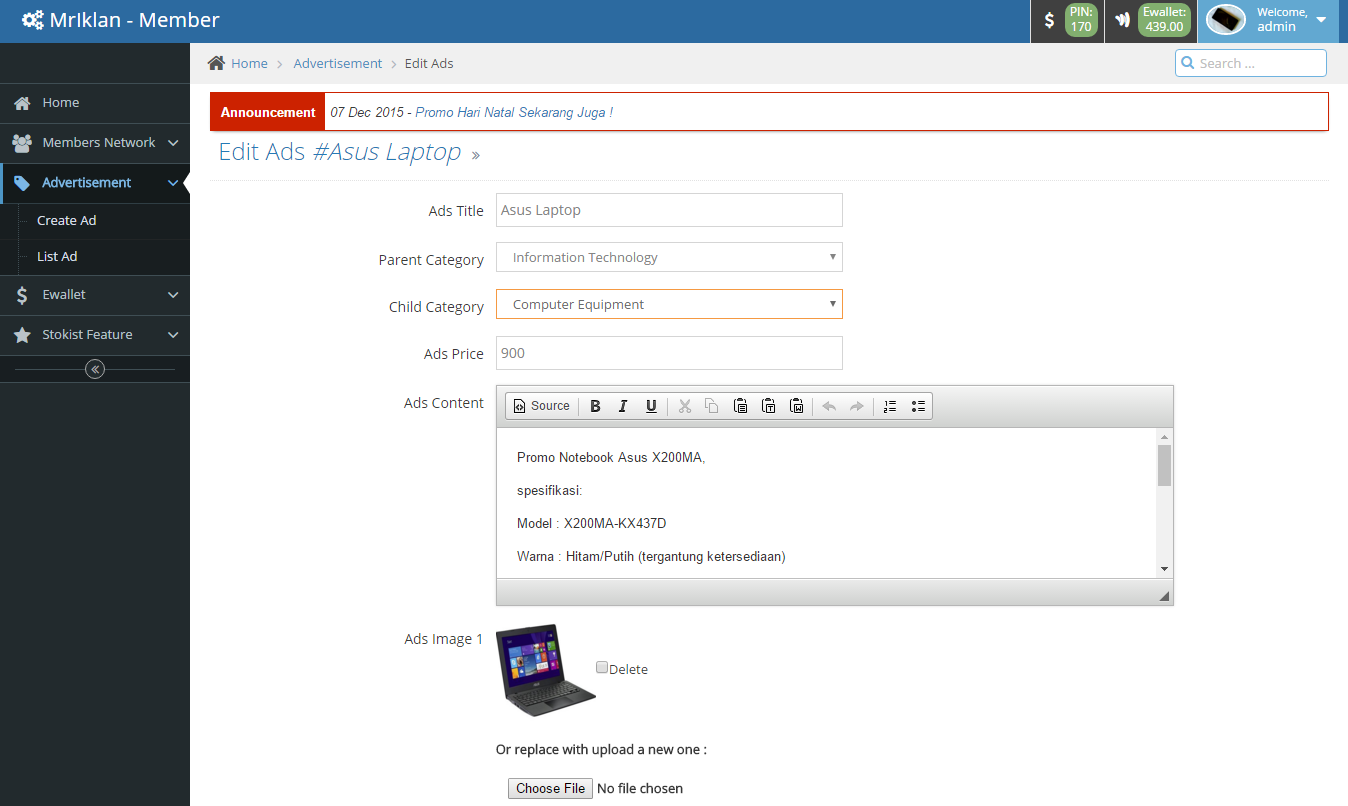 MrIklan - Member
$ PIN: 170
Ewallet: 439.00
Welcome, admin
Home > Advertisement > Edit Ads
Search ...
Home
Members Network
Advertisement
Create Ad
List Ad
$ Ewallet
Stokist Feature
Announcement 07 Dec 2015 - Promo Hari Natal Sekarang Juga !
Edit Ads #Asus Laptop »
Ads Title Asus Laptop
Parent Category Information Technology
Child Category Computer Equipment
Ads Price 900
Ads Content Source B I U
Promo Notebook Asus X200MA,
spesifikasi:
Model : X200MA-KX437D
Warna : Hitam/Putih (tergantung ketersediaan)
Ads Image 1
Delete
Or replace with upload a new one :
Choose File No file chosen